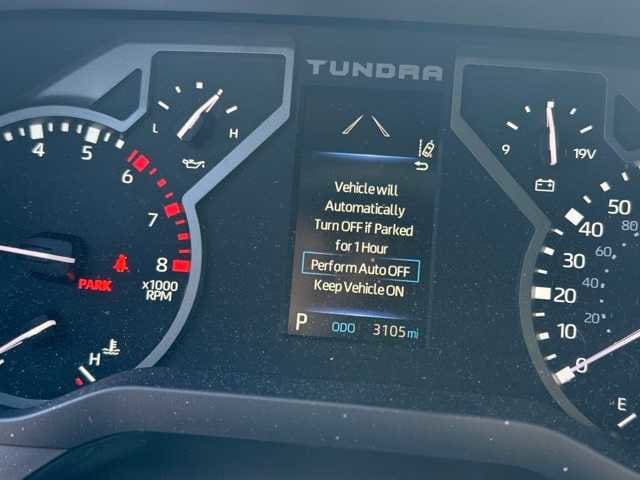 TUNDRA
L
H
9
19V
4
5
6
7
8
x1000
RPM
PARK
H
Vehicle will
Automatically
Turn OFF if Parked
for 1 Hour
Perform Auto OFF
Keep Vehicle ON
P ODO 3105 mi
50
40
30
20
10
0
80
60
40
20
E